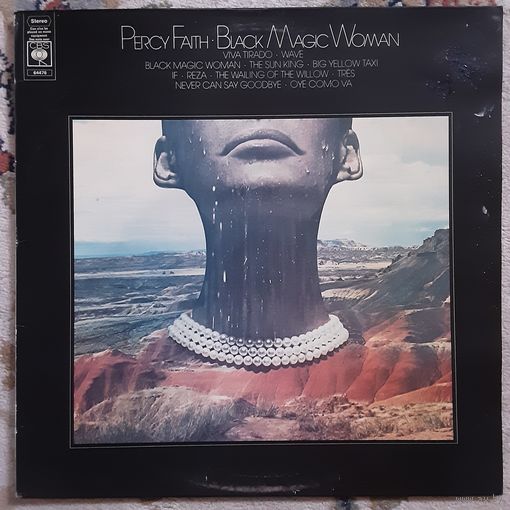 Stereo
CBS
64476
PERCY FAITH · BLACK MAGIC WOMAN
VIVA TIRADO · WAVE
BLACK MAGIC WOMAN · THE SUN KING · BIG YELLOW TAXI
IF · REZA · THE WAILING OF THE WILLOW · TRÉS
NEVER CAN SAY GOODBYE · OYE COMO VA